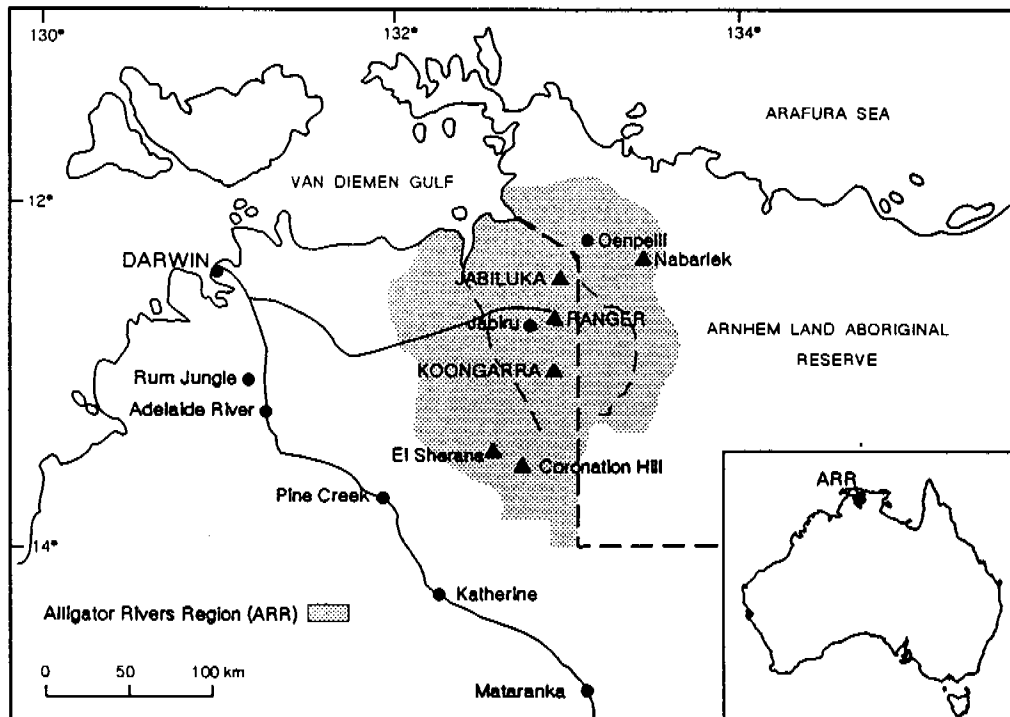 130°
132°
134°
ARAFURA SEA
VAN DIEMEN GULF
12°
Oenpelli
DARWIN
Nabarlek
JABILUKA
Jabiru
RANGER
ARNHEM LAND ABORIGINAL
RESERVE
KOONGARRA
Rum Jungle
Adelaide River
El Sherana
Coronation Hill
ARR
Pine Creek
14°
Katherine
Alligator Rivers Region (ARR)
0 50 100 km
Mataranka